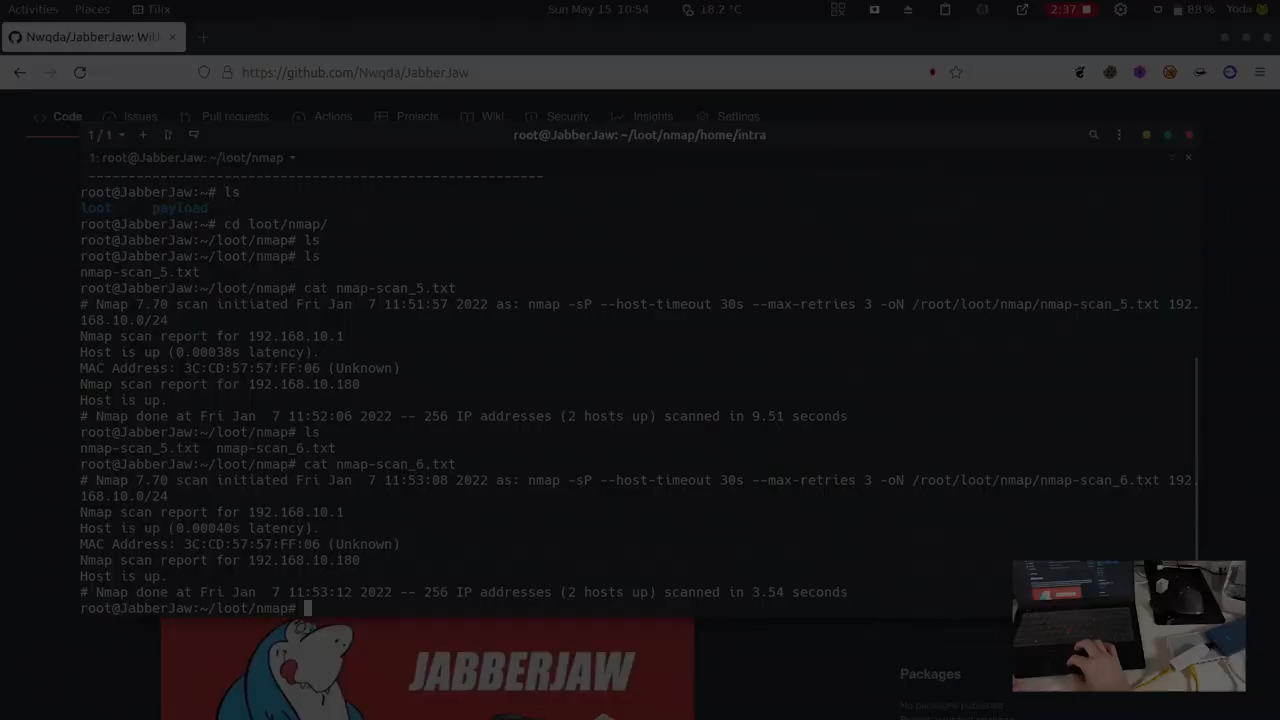 Activities Places Tilix Sun May 15, 10:54 18.2 °C 2:37 88 % Yoda
Nwqda/JabberJaw: With
https://github.com/Nwqda/JabberJaw
Code Issues Pull requests Actions Projects Wiki Security Insights Settings
1 / 1 root@JabberJaw: ~/loot/nmap/home/intra
1: root@JabberJaw: ~/loot/nmap
----------------------------------------------------------
root@JabberJaw:~# ls
loot payload
root@JabberJaw:~# cd loot/nmap/
root@JabberJaw:~/loot/nmap# ls
root@JabberJaw:~/loot/nmap# ls
nmap-scan_5.txt
root@JabberJaw:~/loot/nmap# cat nmap-scan_5.txt
# Nmap 7.70 scan initiated Fri Jan  7 11:51:57 2022 as: nmap -sP --host-timeout 30s --max-retries 3 -oN /root/loot/nmap/nmap-scan_5.txt 192.
168.10.0/24
Nmap scan report for 192.168.10.1
Host is up (0.00038s latency).
MAC Address: 3C:CD:57:57:FF:06 (Unknown)
Nmap scan report for 192.168.10.180
Host is up.
# Nmap done at Fri Jan  7 11:52:06 2022 -- 256 IP addresses (2 hosts up) scanned in 9.51 seconds
root@JabberJaw:~/loot/nmap# ls
nmap-scan_5.txt  nmap-scan_6.txt
root@JabberJaw:~/loot/nmap# cat nmap-scan_6.txt
# Nmap 7.70 scan initiated Fri Jan  7 11:53:08 2022 as: nmap -sP --host-timeout 30s --max-retries 3 -oN /root/loot/nmap/nmap-scan_6.txt 192.
168.10.0/24
Nmap scan report for 192.168.10.1
Host is up (0.00040s latency).
MAC Address: 3C:CD:57:57:FF:06 (Unknown)
Nmap scan report for 192.168.10.180
Host is up.
# Nmap done at Fri Jan  7 11:53:12 2022 -- 256 IP addresses (2 hosts up) scanned in 3.54 seconds
root@JabberJaw:~/loot/nmap#
JABBERJAW
Packages
No packages published